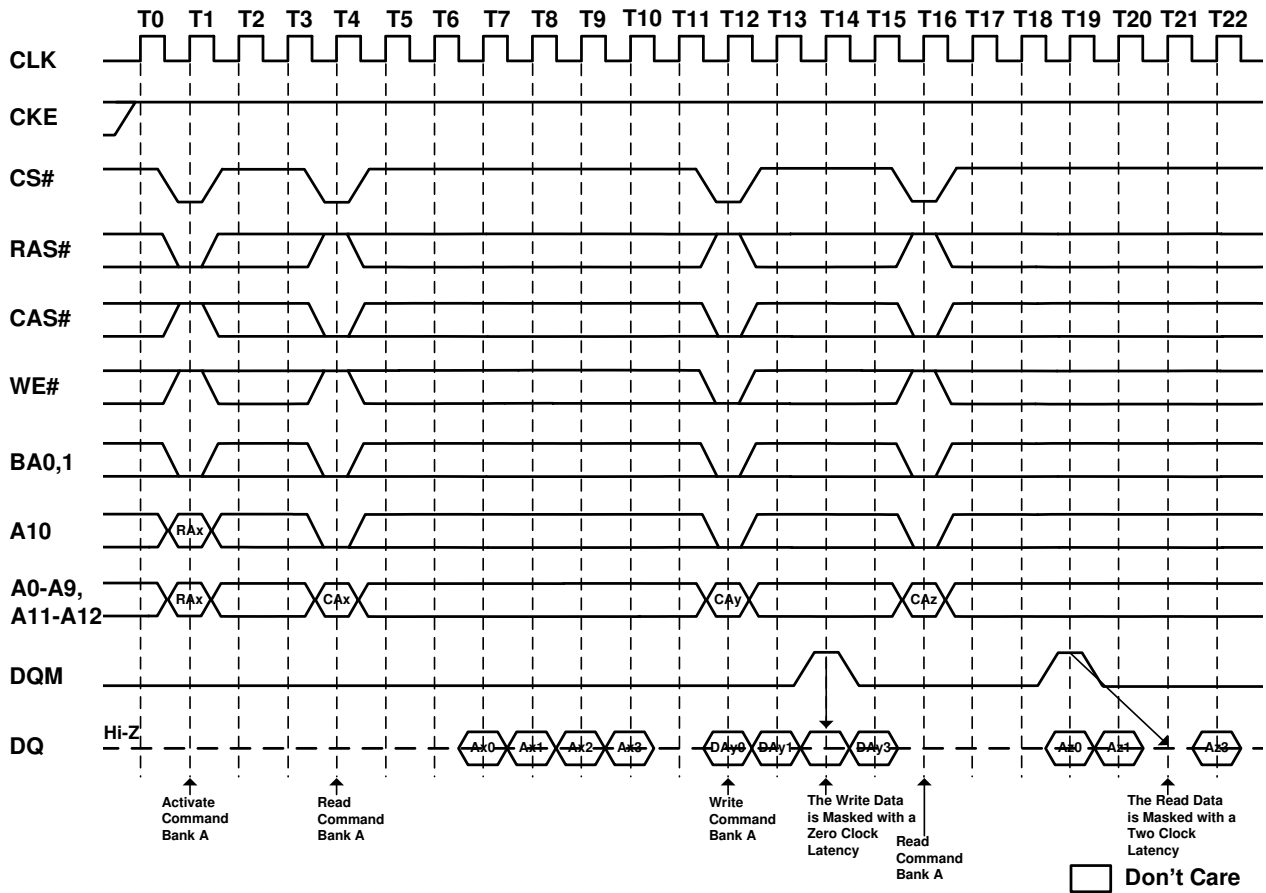 T0 T1 T2 T3 T4 T5 T6 T7 T8 T9 T10 T11 T12 T13 T14 T15 T16 T17 T18 T19 T20 T21 T22
CLK
CKE
CS#
RAS#
CAS#
WE#
BA0,1
A10
RAx
A0-A9,
A11-A12
RAx CAx CAy CAz
DQM
Hi-Z
DQ
Ax0 Ax1 Ax2 Ax3 DAy0 DAy1 DAy3 Az0 Az1 Az3
Activate
Command
Bank A
Read
Command
Bank A
Write
Command
Bank A
The Write Data
is Masked with a
Zero Clock
Latency
Read
Command
Bank A
The Read Data
is Masked with a
Two Clock
Latency
Don't Care